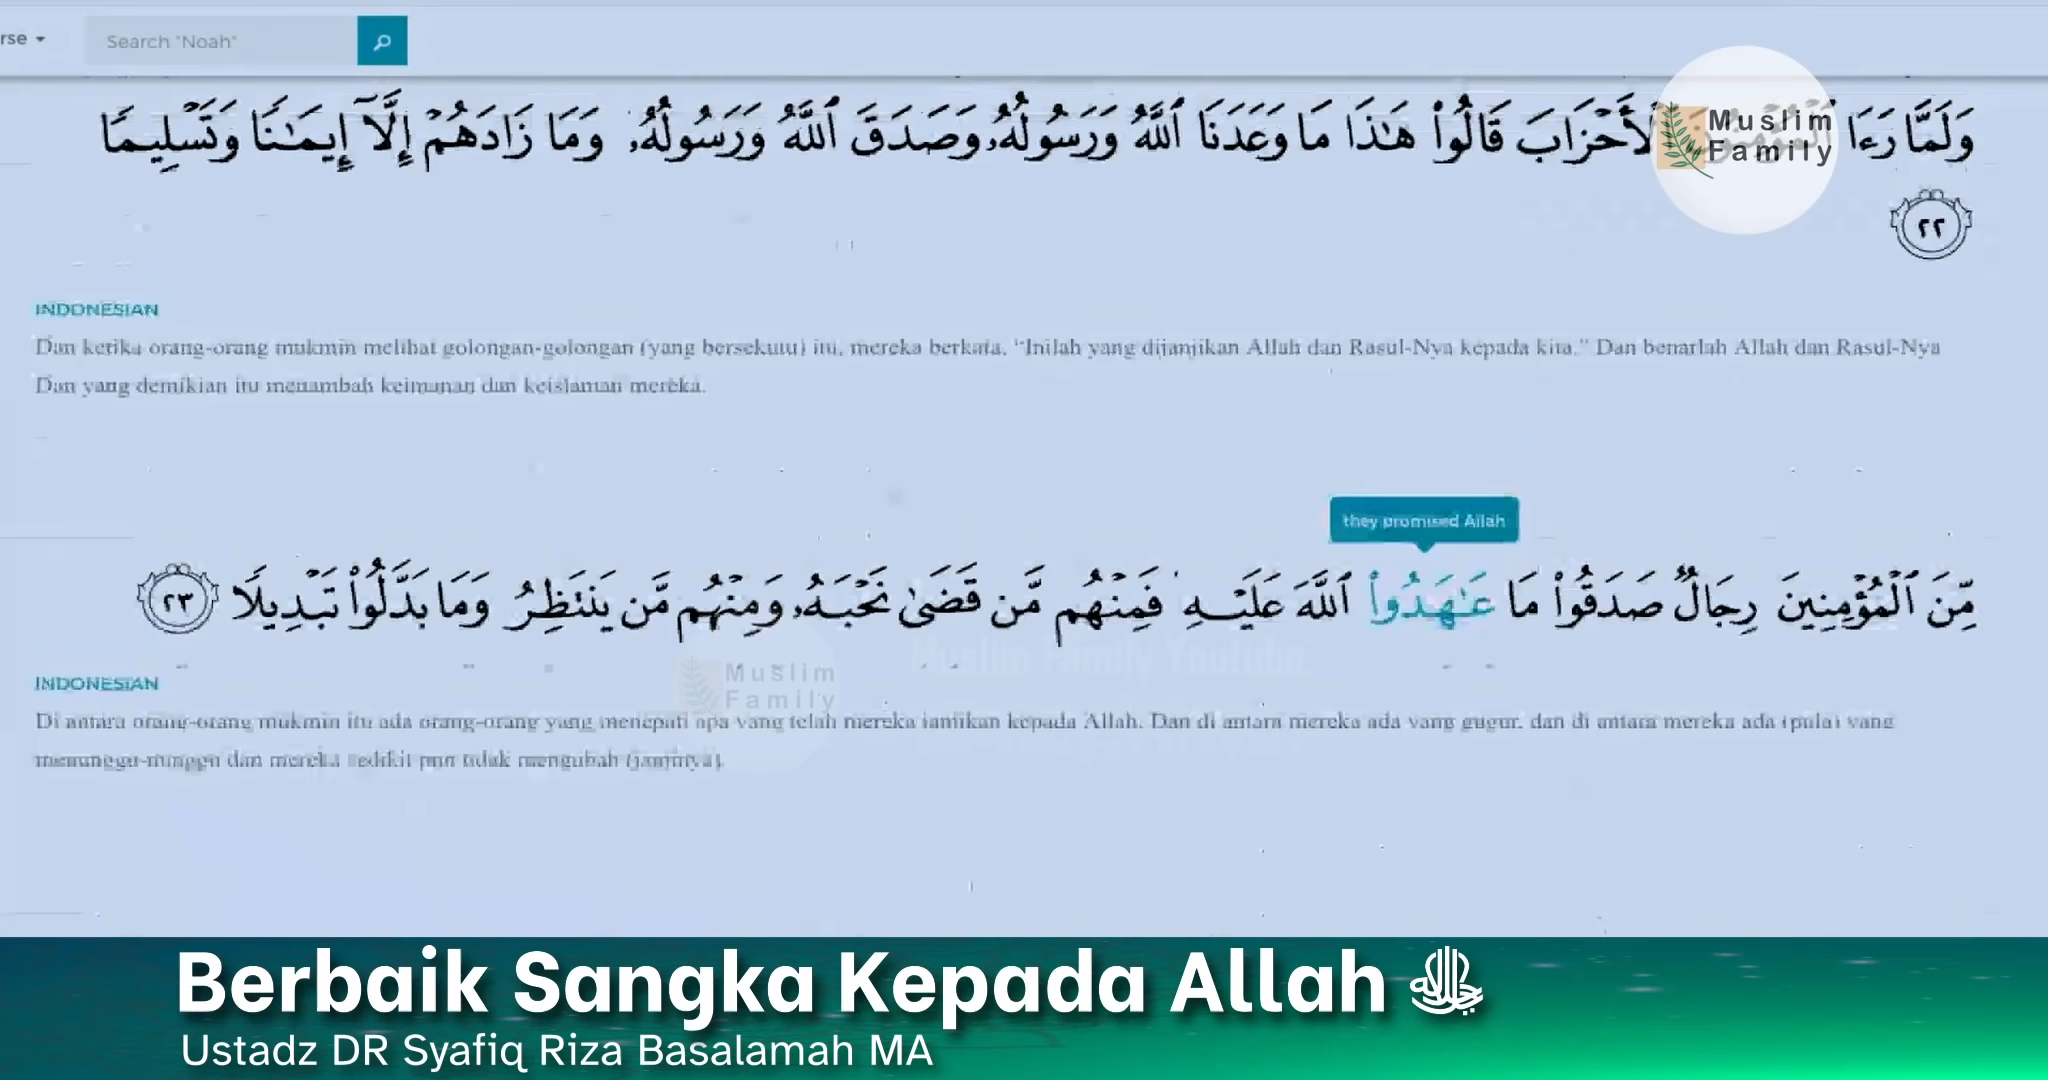 rse
Search "Noah"
وَلَمَّا رَءَا الْأَحْزَابَ قَالُوا۟ هَـٰذَا مَا وَعَدَنَا ٱللَّهُ وَرَسُولُهُۥ وَصَدَقَ ٱللَّهُ وَرَسُولُهُۥ وَمَا زَادَهُمْ إِلَّآ إِيمَـٰنًا وَتَسْلِيمًا
Muslim
Family
٢٢
INDONESIAN
Dan ketika orang-orang mukmin melihat golongan-golongan (yang bersekutu) itu, mereka berkata, "Inilah yang dijanjikan Allah dan Rasul-Nya kepada kita." Dan benarlah Allah dan Rasul-Nya
Dan yang demikian itu menambah keimanan dan keislaman mereka.
they promised Allah
مِّنَ ٱلْمُؤْمِنِينَ رِجَالٌ صَدَقُوا۟ مَا عَـٰهَدُوا۟ ٱللَّهَ عَلَيْهِ فَمِنْهُم مَّن قَضَىٰ نَحْبَهُۥ وَمِنْهُم مَّن يَنتَظِرُ وَمَا بَدَّلُوا۟ تَبْدِيلًا ٢٣
Muslim Family Youtube
Muslim
Family
INDONESIAN
Di antara orang-orang mukmin itu ada orang-orang yang menepati apa yang telah mereka janjikan kepada Allah. Dan di antara mereka ada yang gugur, dan di antara mereka ada (pula) yang
menunggu-nunggu dan mereka sedikit pun tidak mengubah (janjinya).
Berbaik Sangka Kepada Allah ﷻ
Ustadz DR Syafiq Riza Basalamah MA